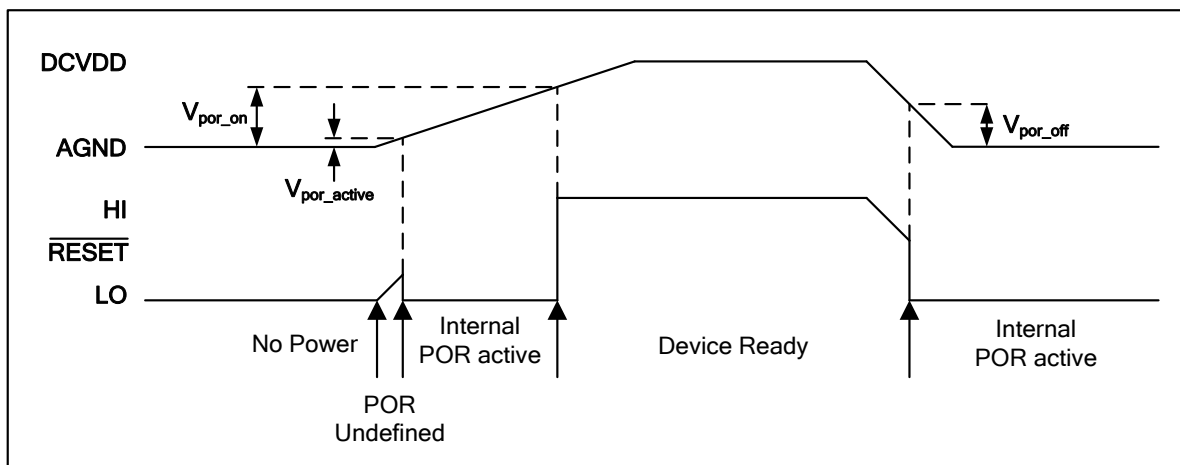 DCVDD
V_por_on
AGND
V_por_active
V_por_off
HI
RESET
LO
No Power
Internal
POR active
Device Ready
Internal
POR active
POR
Undefined